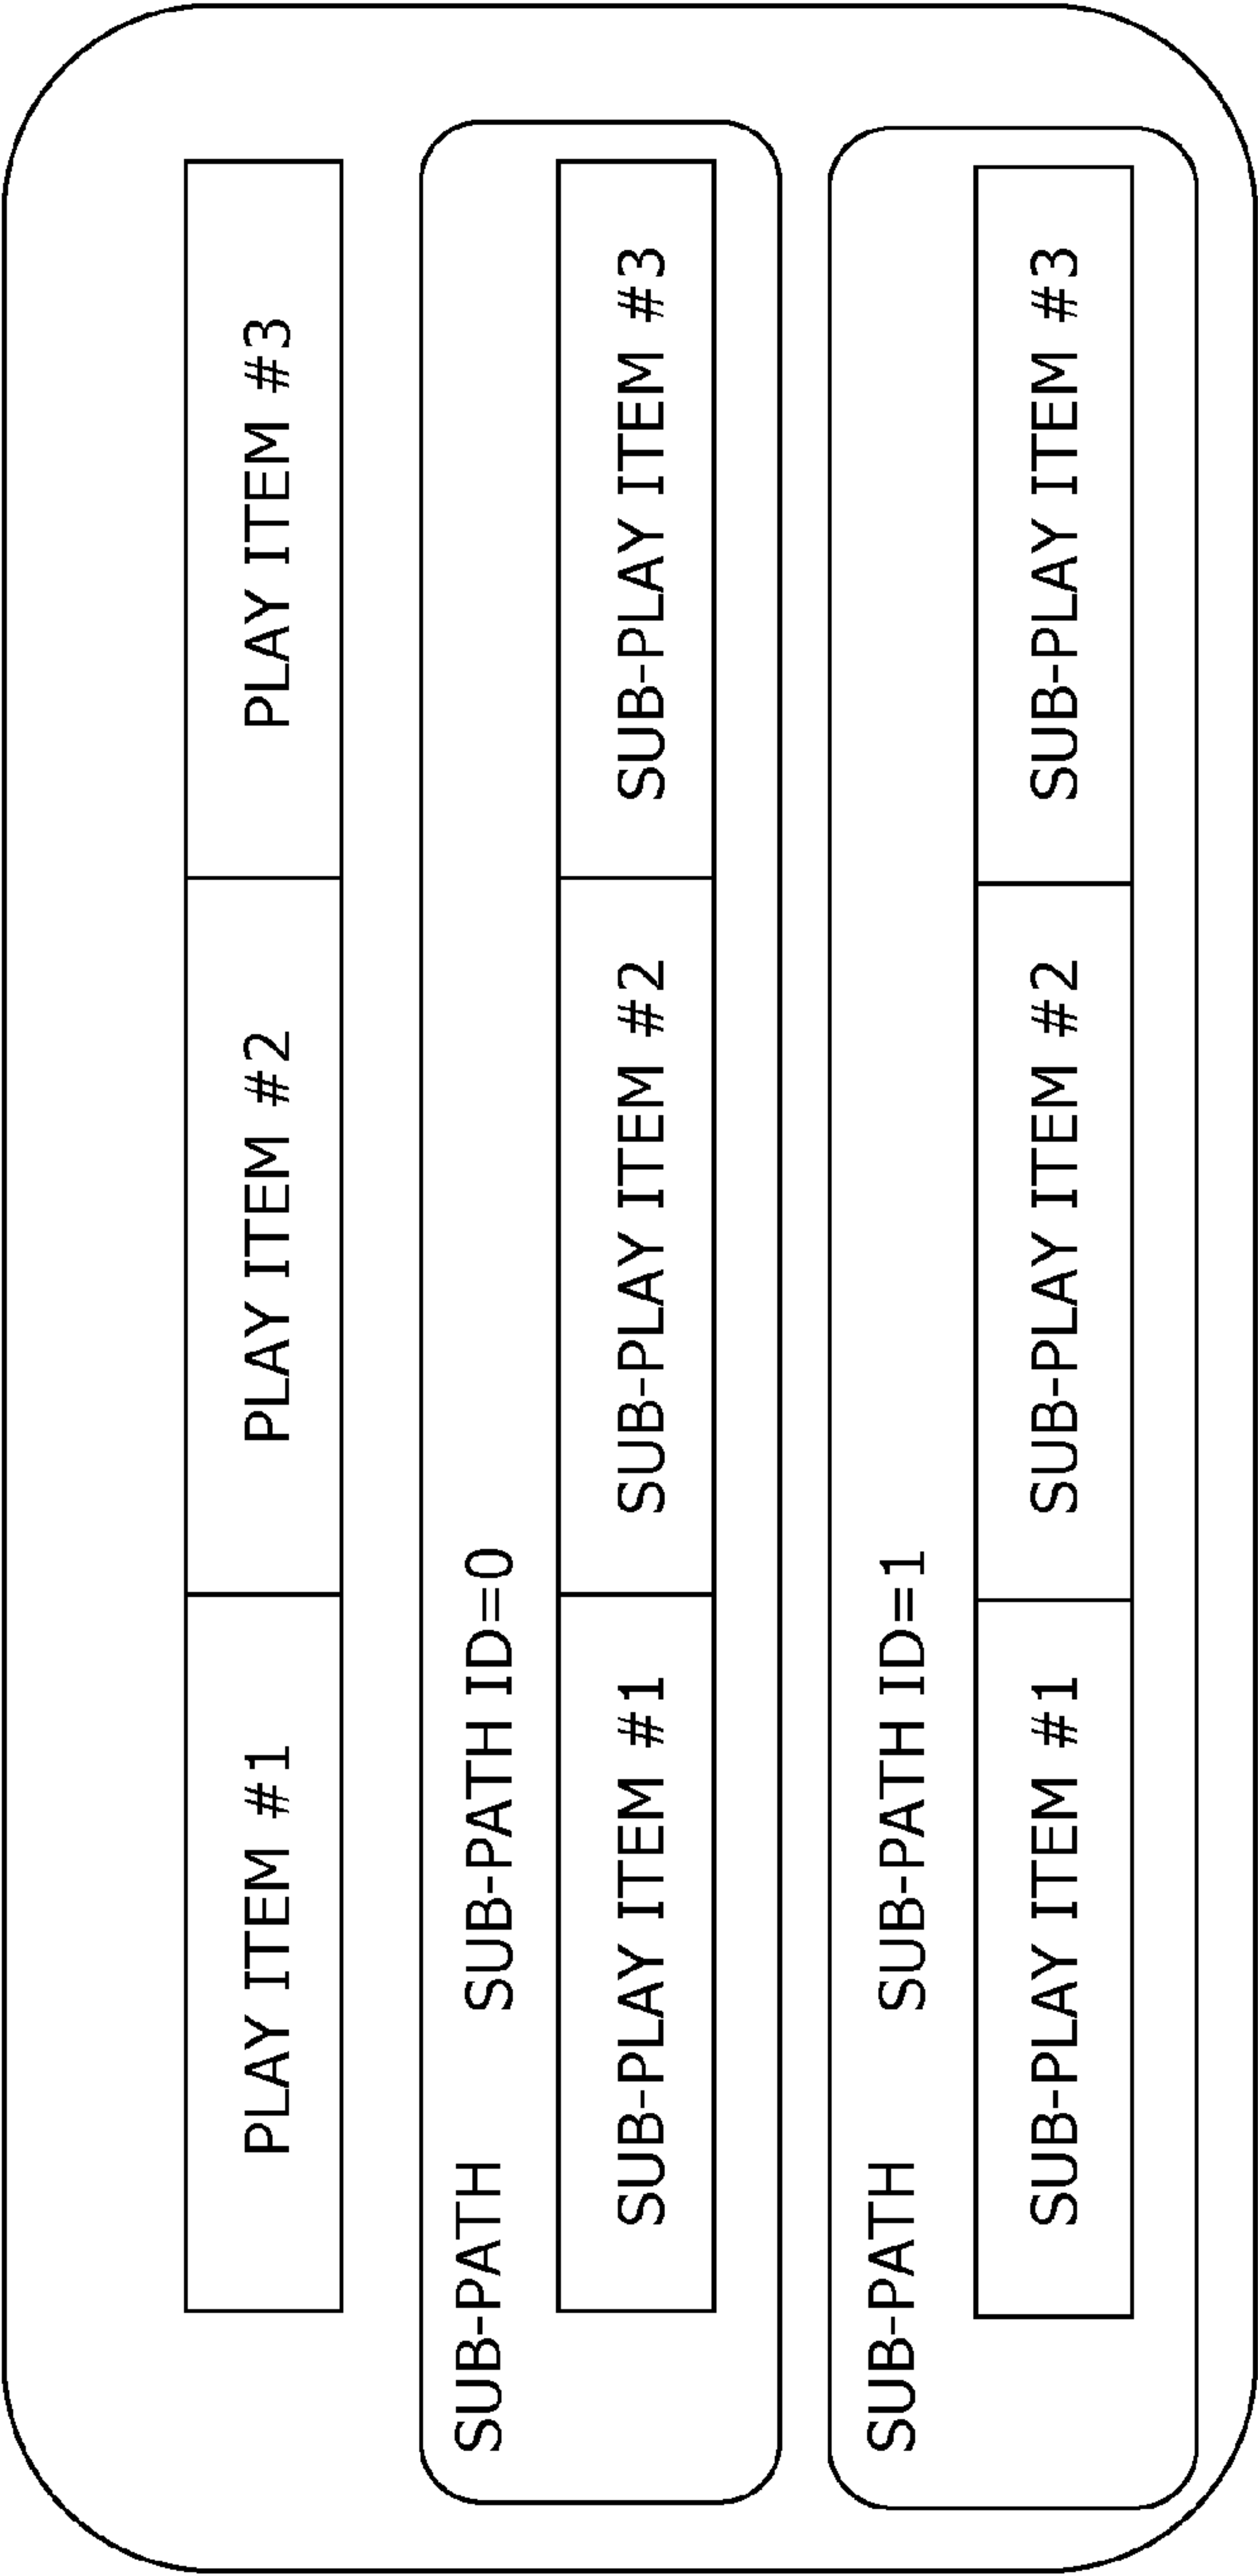 PLAY ITEM #1 PLAY ITEM #2 PLAY ITEM #3
SUB-PATH SUB-PATH ID=0
SUB-PLAY ITEM #1 SUB-PLAY ITEM #2 SUB-PLAY ITEM #3
SUB-PATH SUB-PATH ID=1
SUB-PLAY ITEM #1 SUB-PLAY ITEM #2 SUB-PLAY ITEM #3